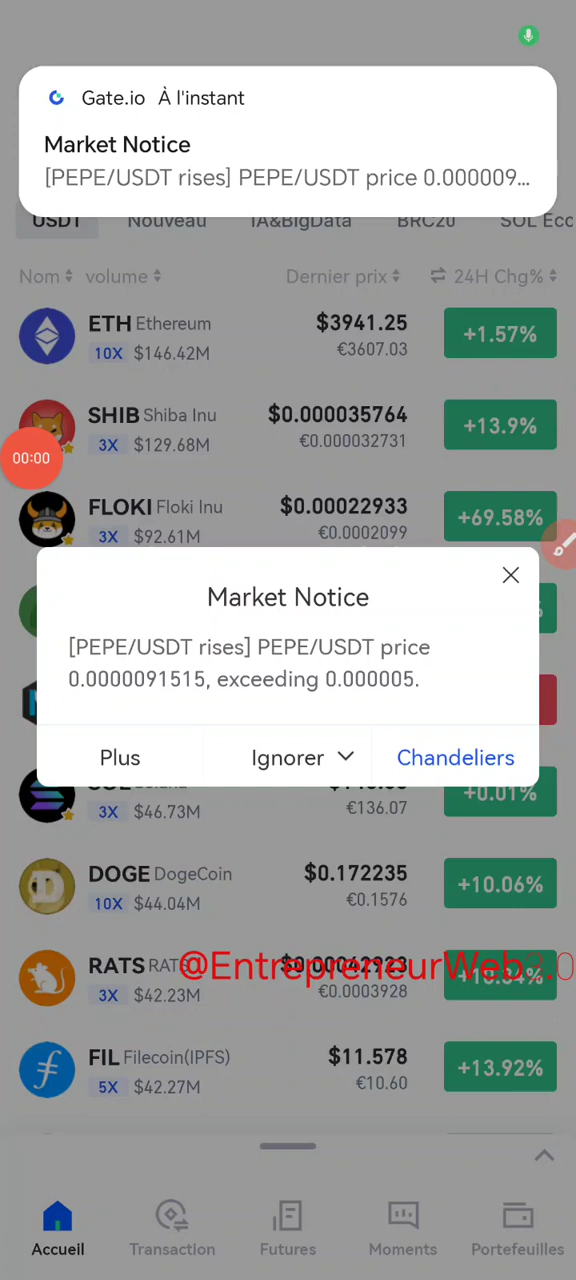 Gate.io À l'instant
Market Notice
[PEPE/USDT rises] PEPE/USDT price 0.000009...
USDT Nouveau IA&BigData BRC20 SOL Eco
Nom volume Dernier prix 24H Chg%
ETH Ethereum $3941.25 +1.57%
10X $146.42M €3607.03
SHIB Shiba Inu $0.000035764 +13.9%
3X $129.68M €0.000032731
00:00
FLOKI Floki Inu $0.00022933 +69.58%
3X $92.61M €0.0002099
Market Notice
[PEPE/USDT rises] PEPE/USDT price
0.0000091515, exceeding 0.000005.
Plus Ignorer Chandeliers
+0.01%
3X $46.73M €136.07
DOGE DogeCoin $0.172235 +10.06%
10X $44.04M €0.1576
RATS $0.00042923
@EntrepreneurWeb3.0
3X $42.23M €0.0003928
FIL Filecoin(IPFS) $11.578 +13.92%
5X $42.27M €10.60
Accueil Transaction Futures Moments Portefeuilles